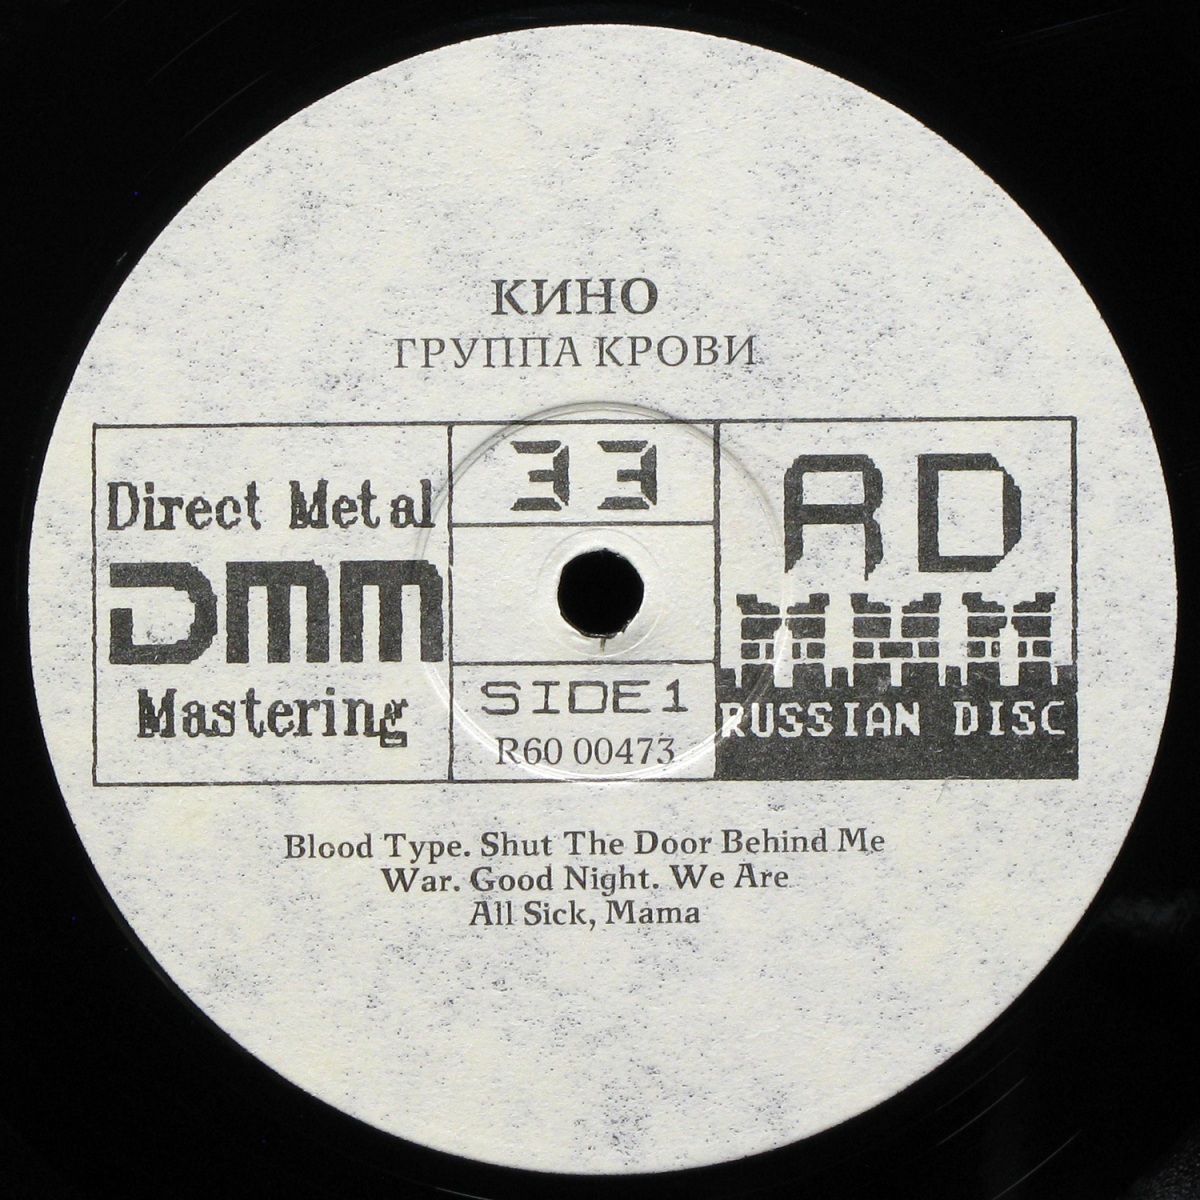 КИНО
ГРУППА КРОВИ
Direct Metal
DMM
Mastering
33
SIDE 1
R60 00473
RD
RUSSIAN DISC
Blood Type. Shut The Door Behind Me
War. Good Night. We Are
All Sick, Mama